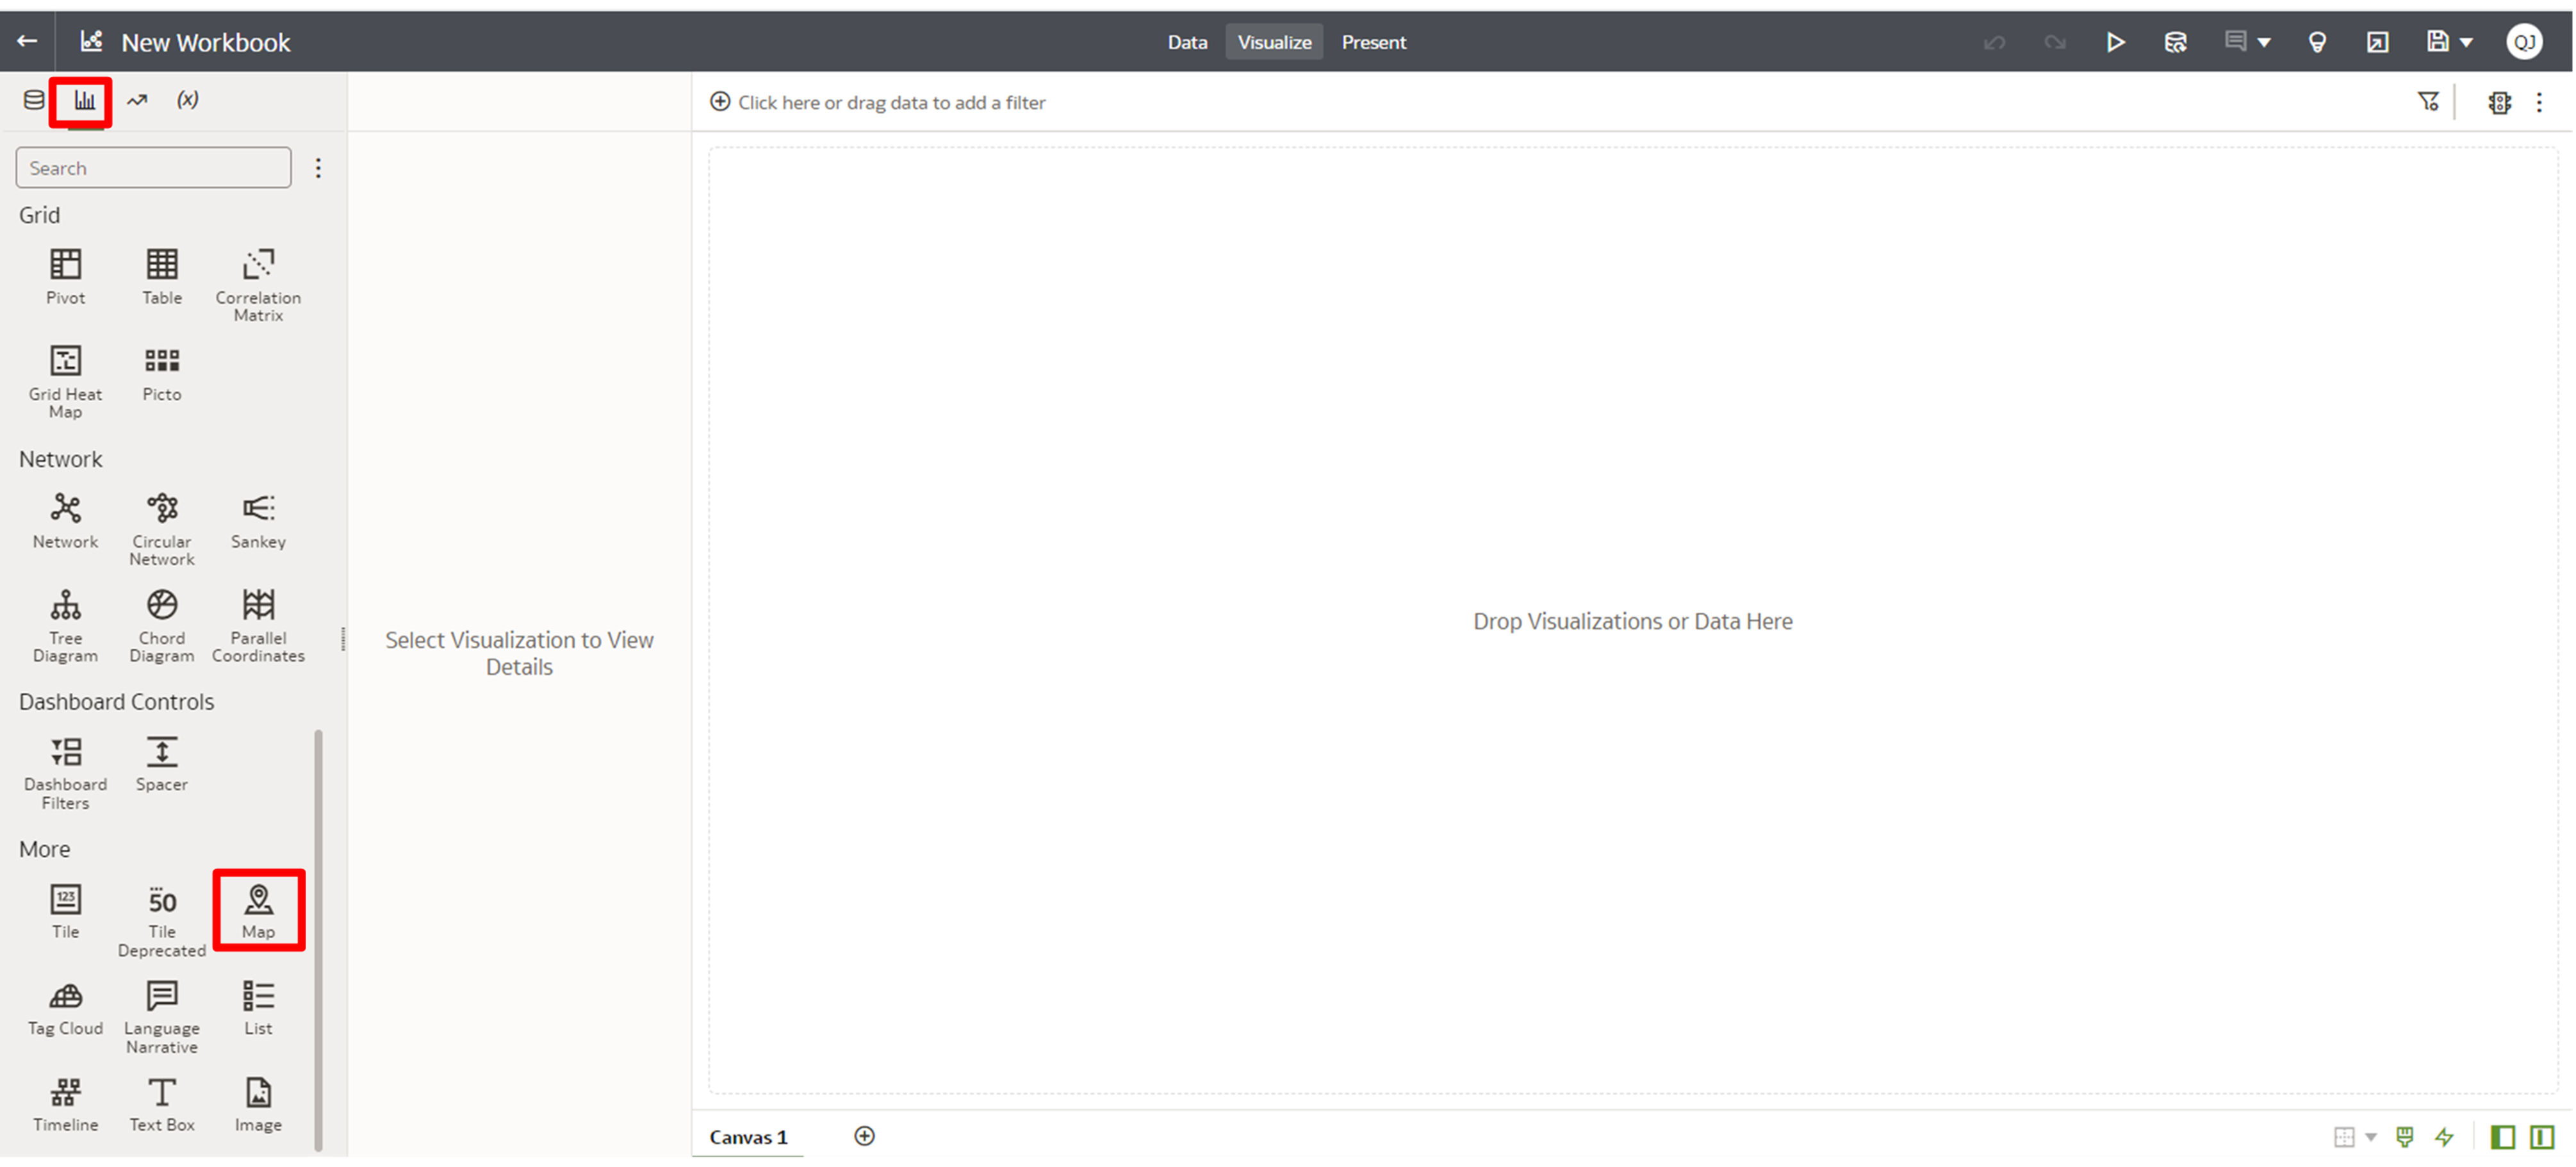 New Workbook
Data Visualize Present
QJ
(x)
Click here or drag data to add a filter
Search
Grid
Pivot Table Correlation
Matrix
Grid Heat Picto
Map
Network
Network Circular Sankey
Network
Tree Chord Parallel
Diagram Diagram Coordinates
Dashboard Controls
Dashboard Spacer
Filters
More
123 50
Tile Tile Map
Deprecated
Tag Cloud Language List
Narrative
Timeline Text Box Image
Select Visualization to View
Details
Drop Visualizations or Data Here
Canvas 1